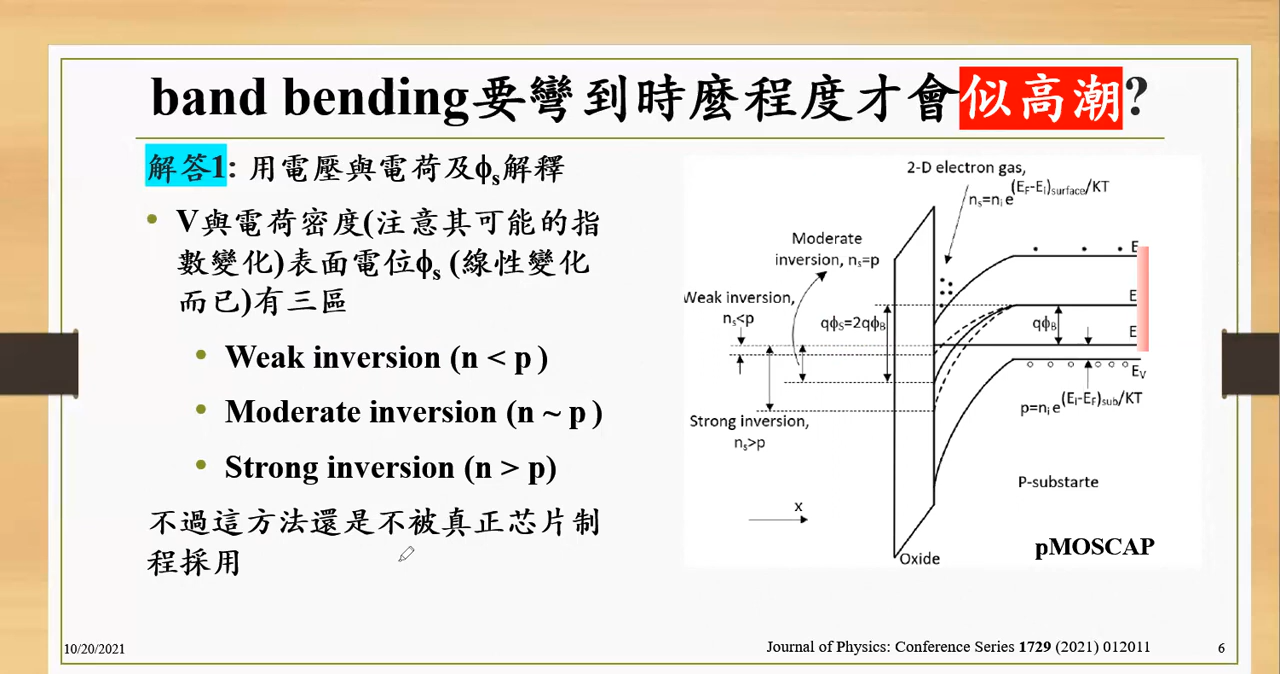 band bending要彎到時麼程度才會似高潮?
解答1: 用電壓與電荷及ϕs解釋
• V與電荷密度(注意其可能的指
數變化)表面電位ϕs (線性變化
而已)有三區
• Weak inversion (n < p )
• Moderate inversion (n ~ p )
• Strong inversion (n > p)
不過這方法還是不被真正芯片制
程採用
2-D electron gas,
ns=ni e(EF-EI)surface/KT
Moderate
inversion, ns=p
Weak inversion,
ns<p
qϕS=2qϕB
qϕB
E
E
E
EV
Strong inversion,
ns>p
p=ni e(EI-EF)sub/KT
P-substarte
x
Oxide
pMOSCAP
10/20/2021
Journal of Physics: Conference Series 1729 (2021) 012011
6